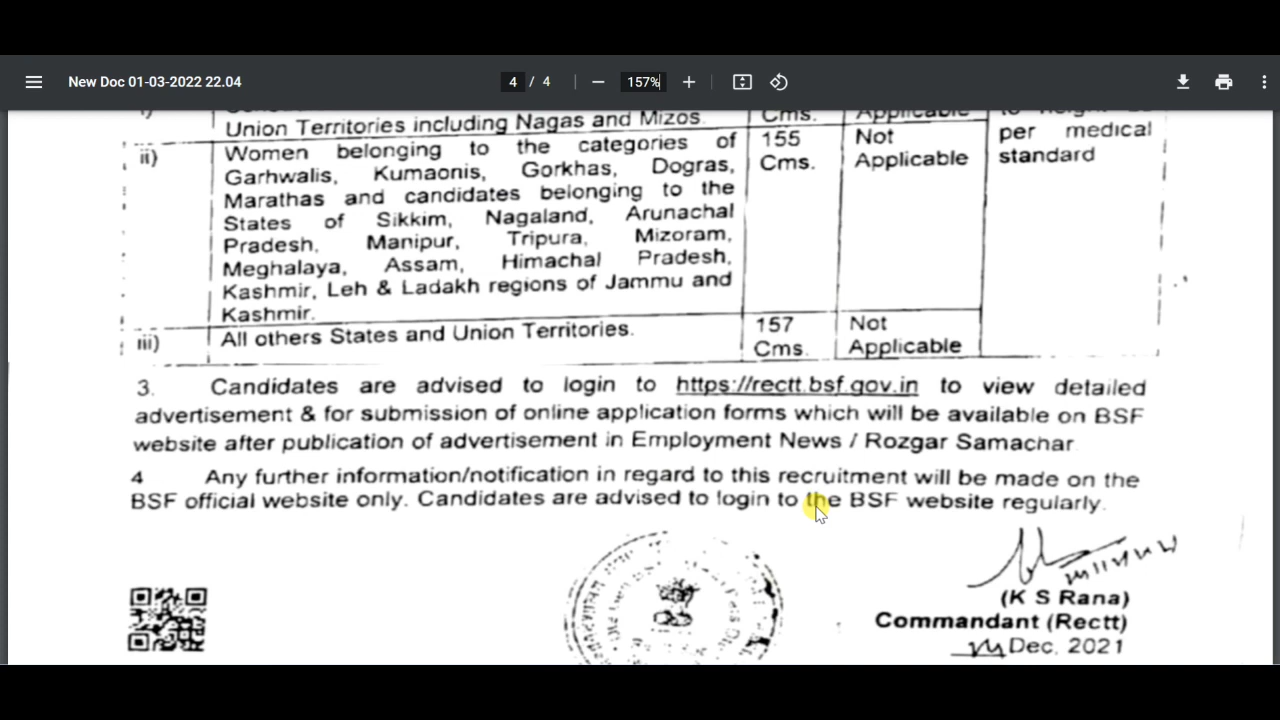 New Doc 01-03-2022 22.04
4 / 4
157%
Union Territories including Nagas and Mizos.
Cms.
Applicable
to height as
ii)
Women belonging to the categories of
155
Not
per medical
Garhwalis, Kumaonis, Gorkhas, Dogras,
Cms.
Applicable
standard
Marathas and candidates belonging to the
States of Sikkim, Nagaland, Arunachal
Pradesh, Manipur, Tripura, Mizoram,
Meghalaya, Assam, Himachal Pradesh,
Kashmir, Leh & Ladakh regions of Jammu and
Kashmir.
iii)
All others States and Union Territories.
157
Not
Cms.
Applicable
3. Candidates are advised to login to https://rectt.bsf.gov.in to view detailed
advertisement & for submission of online application forms which will be available on BSF
website after publication of advertisement in Employment News / Rozgar Samachar
4 Any further information/notification in regard to this recruitment will be made on the
BSF official website only. Candidates are advised to login to the BSF website regularly.
(K S Rana)
Commandant (Rectt)
Dec, 2021